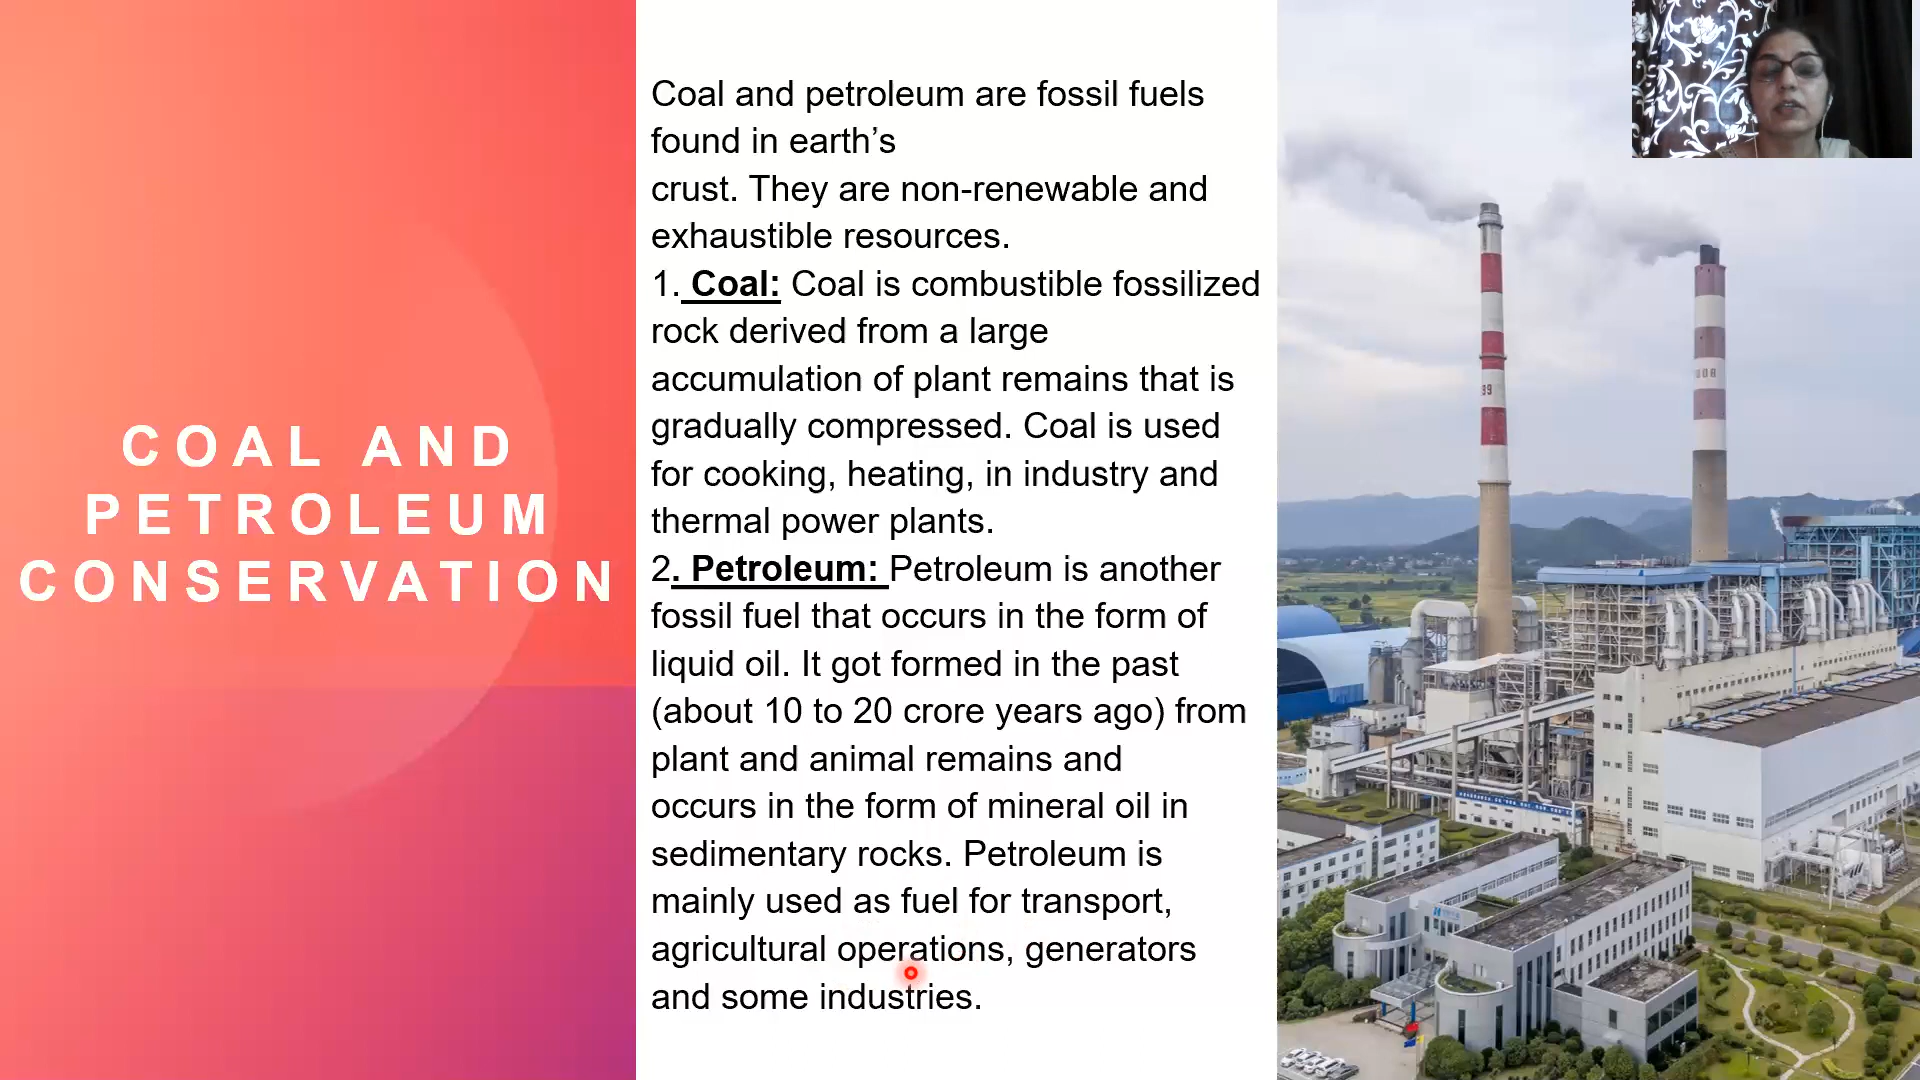 COAL AND
PETROLEUM
CONSERVATION
Coal and petroleum are fossil fuels
found in earth’s
crust. They are non-renewable and
exhaustible resources.
1. Coal: Coal is combustible fossilized
rock derived from a large
accumulation of plant remains that is
gradually compressed. Coal is used
for cooking, heating, in industry and
thermal power plants.
2. Petroleum: Petroleum is another
fossil fuel that occurs in the form of
liquid oil. It got formed in the past
(about 10 to 20 crore years ago) from
plant and animal remains and
occurs in the form of mineral oil in
sedimentary rocks. Petroleum is
mainly used as fuel for transport,
agricultural operations, generators
and some industries.